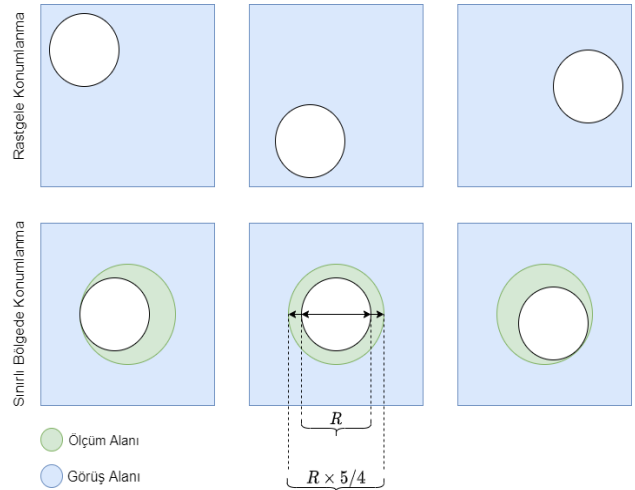 Rastgele Konumlanma
Sınırlı Bölgede Konumlanma
R
Ölçüm Alanı
R × 5/4
Görüş Alanı